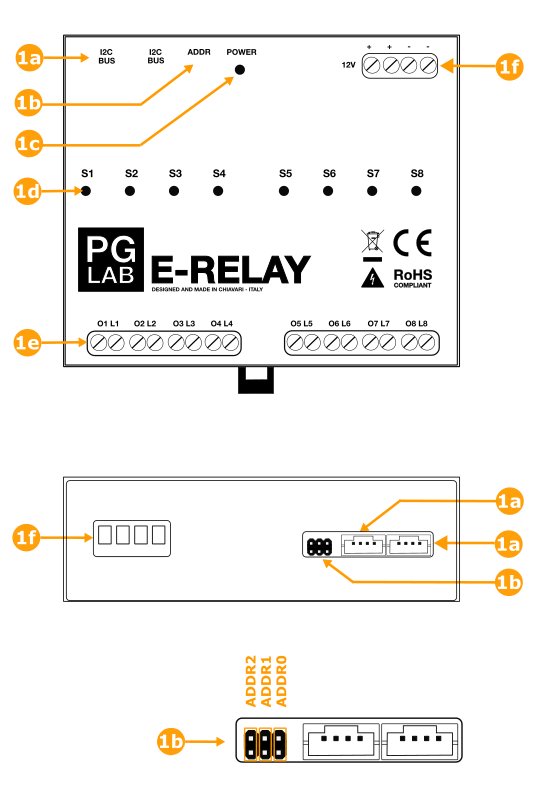 1a
I2C
BUS
I2C
BUS
ADDR
POWER
12V
+ + - -
1f
1b
1c
S1 S2 S3 S4 S5 S6 S7 S8
1d
PG
LAB
E-RELAY
DESIGNED AND MADE IN CHIAVARI - ITALY
CE
RoHS
COMPLIANT
O1 L1 O2 L2 O3 L3 O4 L4 O5 L5 O6 L6 O7 L7 O8 L8
1e
1a
1f
1a
1b
ADDR2
ADDR1
ADDR0
1b